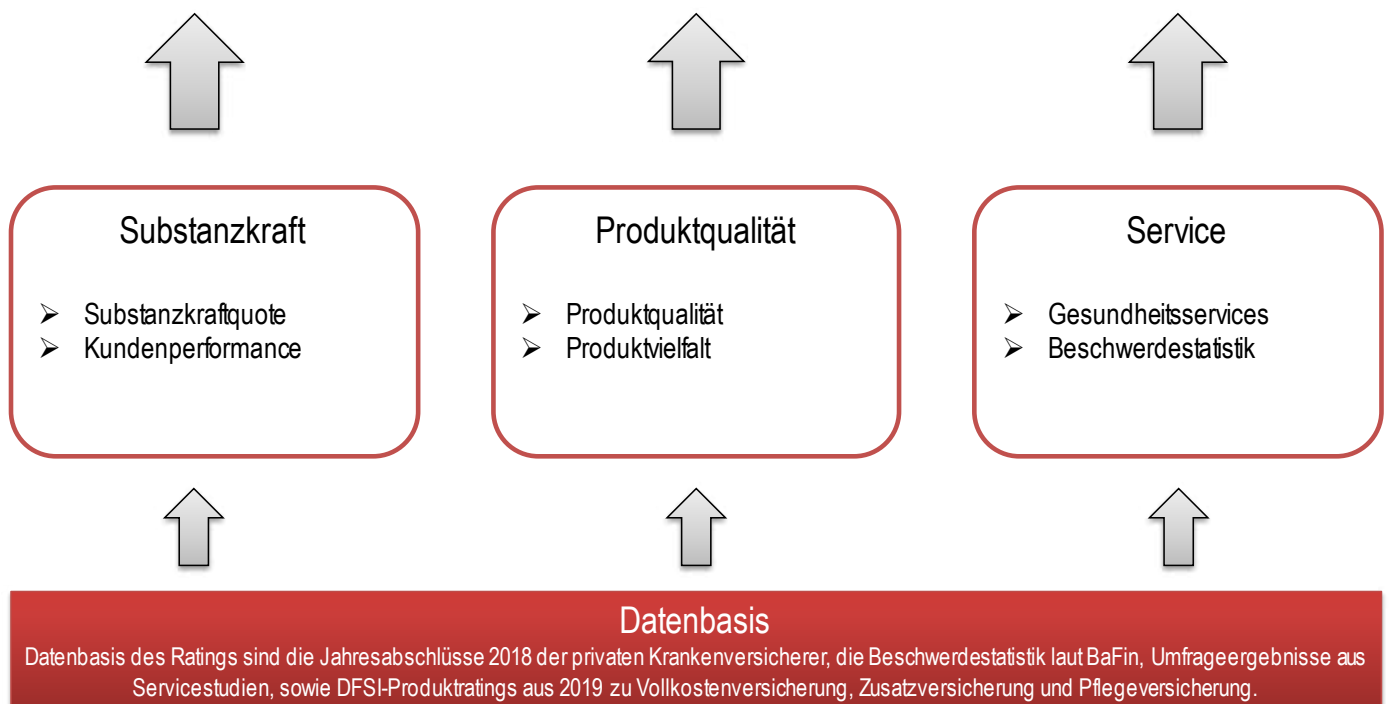 Substanzkraft
➢ Substanzkraftquote
➢ Kundenperformance
Produktqualität
➢ Produktqualität
➢ Produktvielfalt
Service
➢ Gesundheitsservices
➢ Beschwerdestatistik
Datenbasis
Datenbasis des Ratings sind die Jahresabschlüsse 2018 der privaten Krankenversicherer, die Beschwerdestatistik laut BaFin, Umfrageergebnisse aus
Servicestudien, sowie DFSI-Produktratings aus 2019 zu Vollkostenversicherung, Zusatzversicherung und Pflegeversicherung.